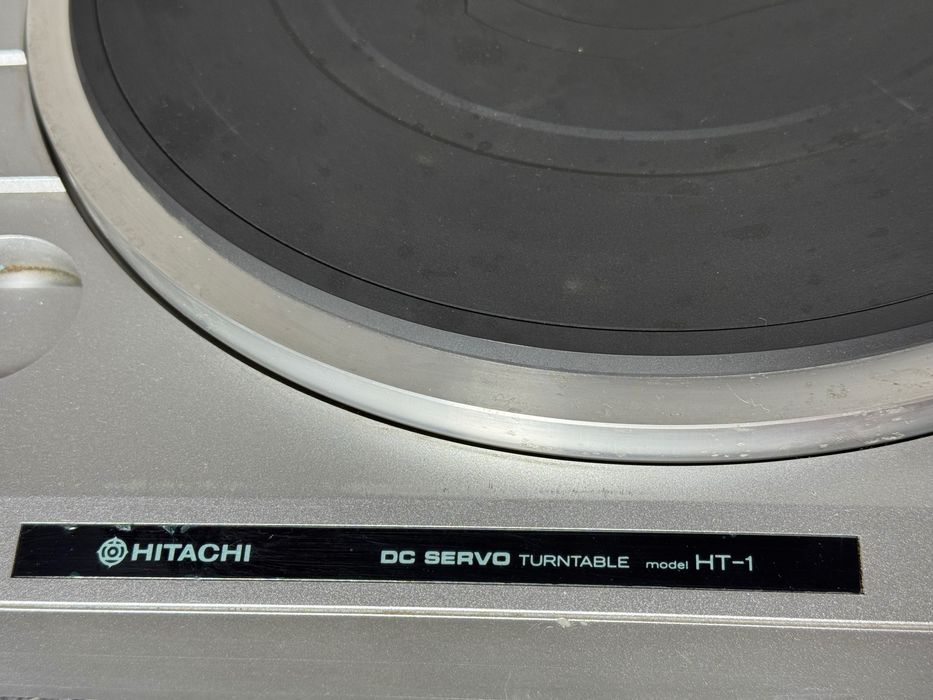 HITACHI DC SERVO TURNTABLE model HT-1